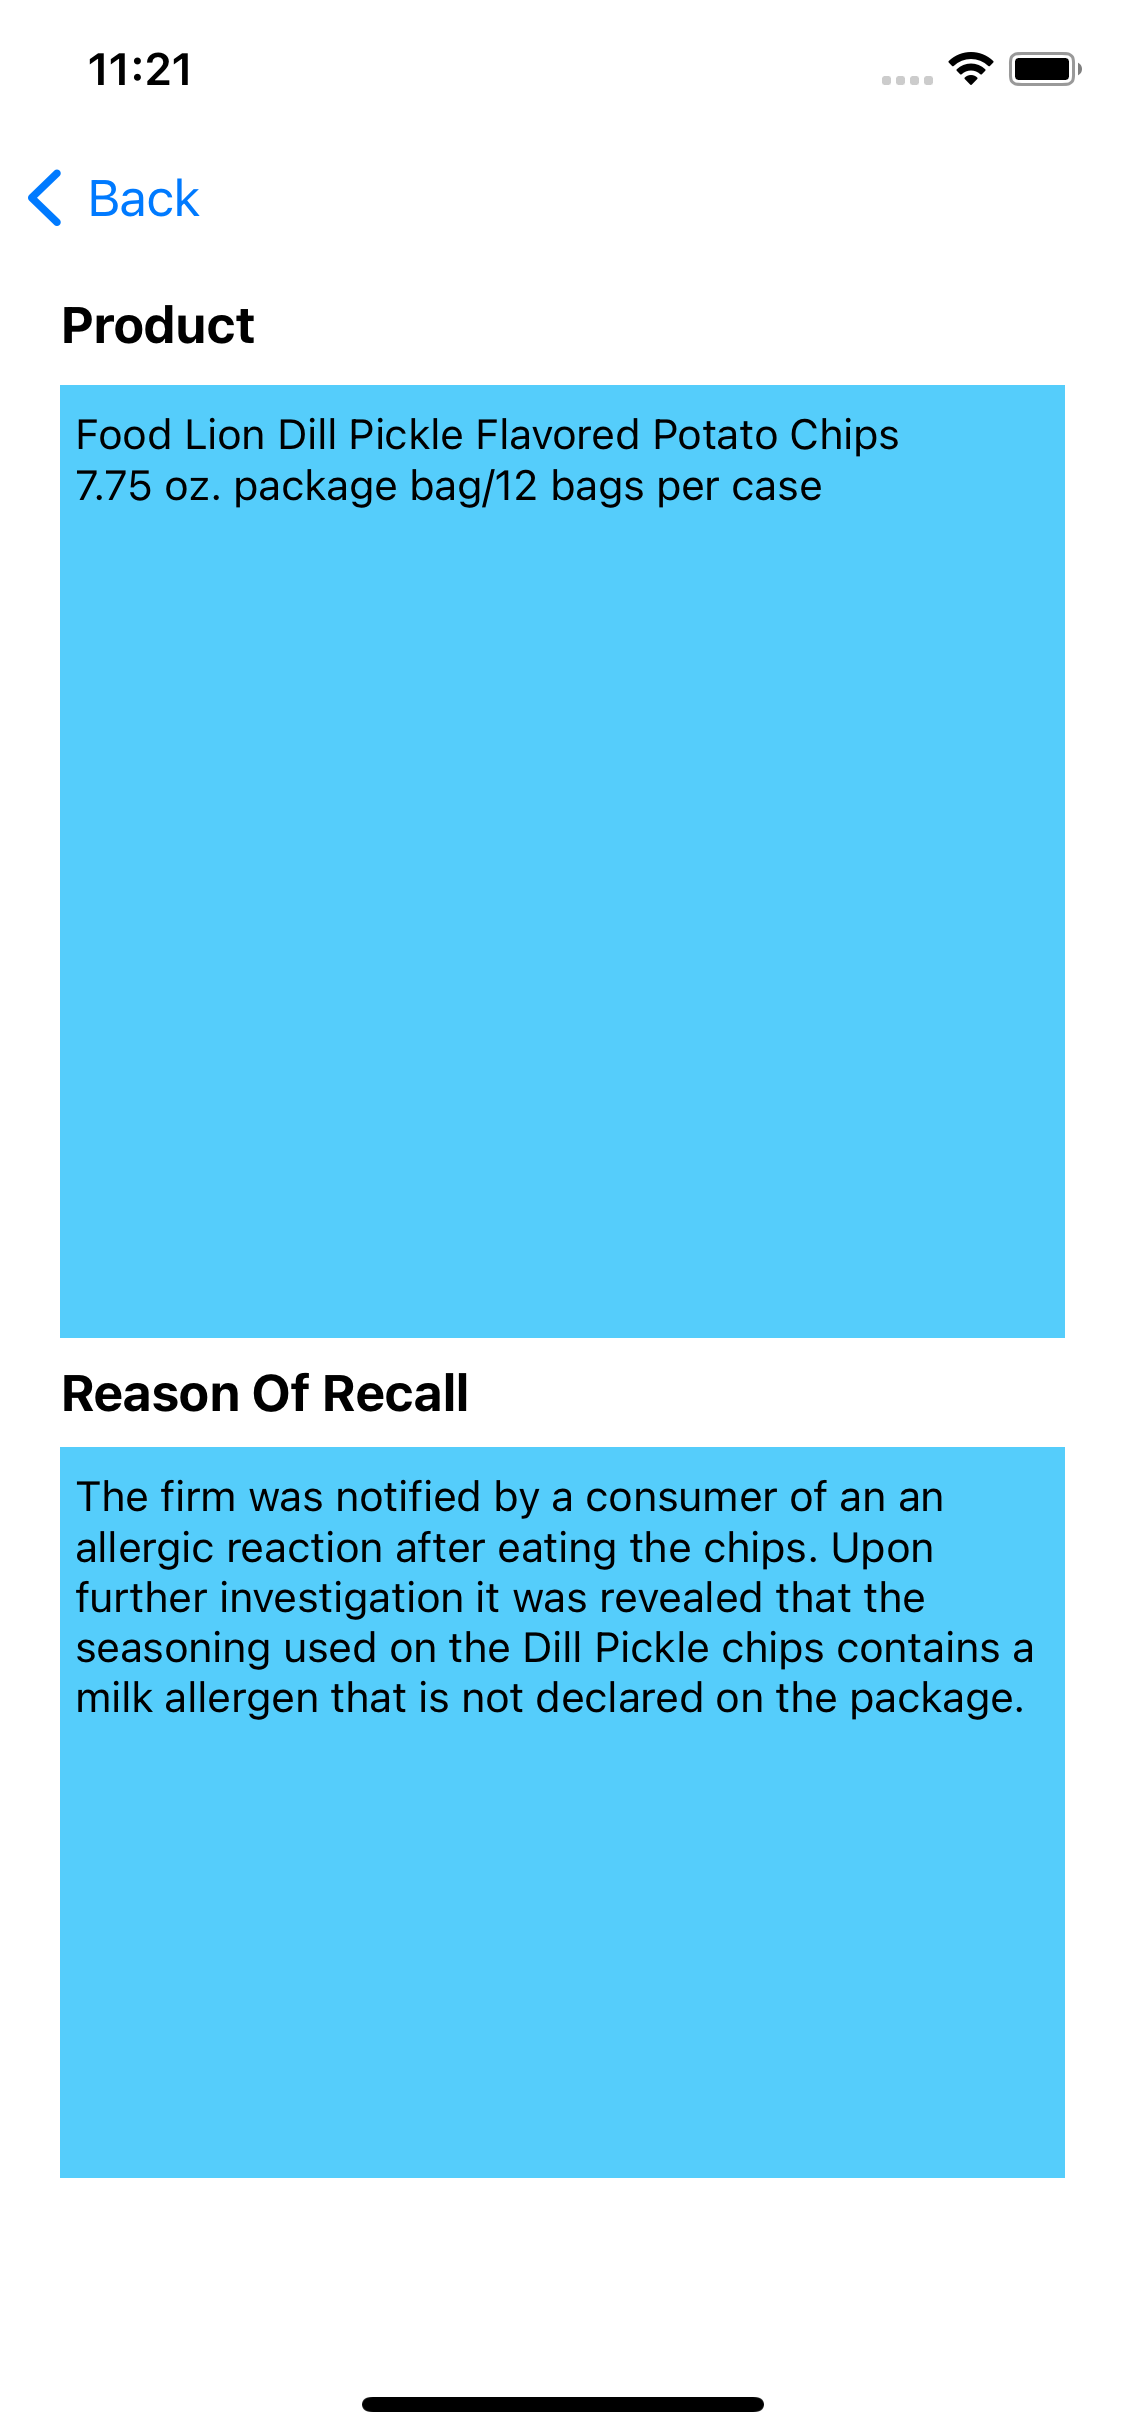 11:21
Back
Product
Food Lion Dill Pickle Flavored Potato Chips
7.75 oz. package bag/12 bags per case
Reason Of Recall
The firm was notified by a consumer of an an
allergic reaction after eating the chips. Upon
further investigation it was revealed that the
seasoning used on the Dill Pickle chips contains a
milk allergen that is not declared on the package.